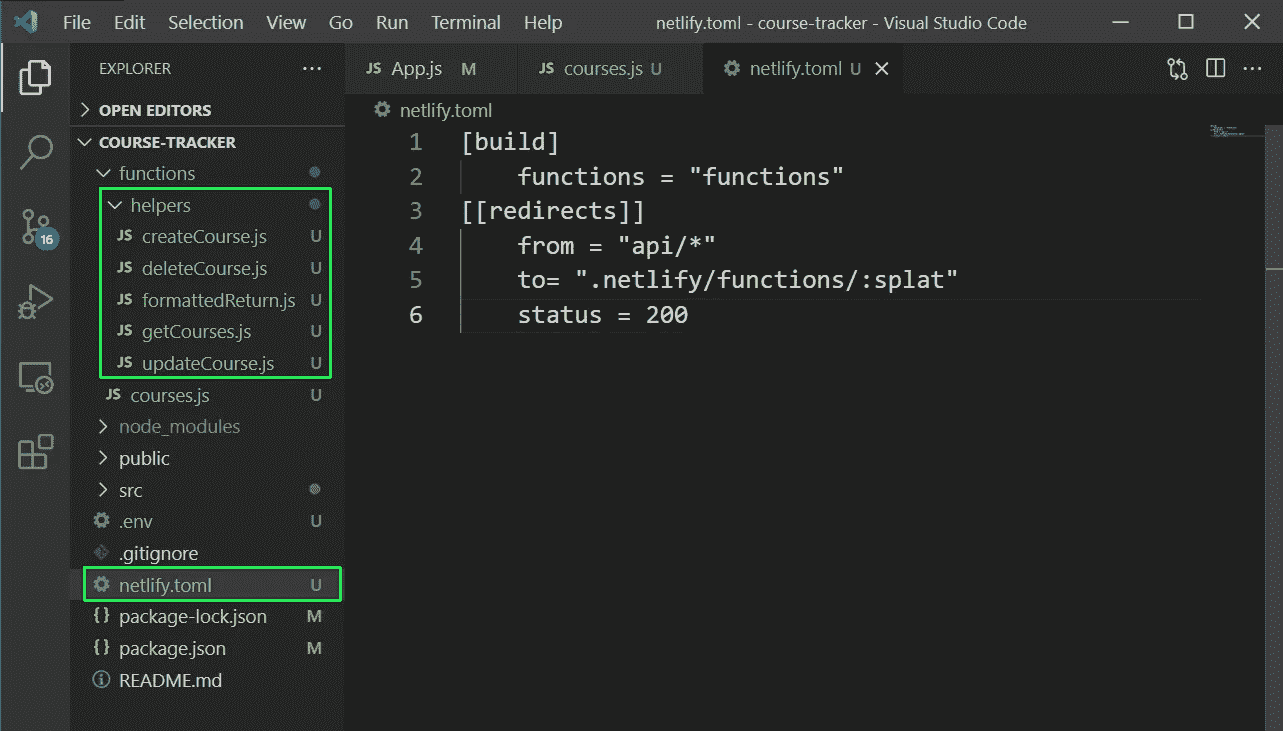 File Edit Selection View Go Run Terminal Help netlify.toml - course-tracker - Visual Studio Code
EXPLORER
JS App.js M JS courses.js U netlify.toml U
OPEN EDITORS
netlify.toml
COURSE-TRACKER
functions
helpers
JS createCourse.js U
JS deleteCourse.js U
JS formattedReturn.js U
JS getCourses.js U
JS updateCourse.js U
JS courses.js U
node_modules
public
src
.env U
.gitignore
netlify.toml U
{} package-lock.json M
{} package.json M
README.md
16
1 [build]
2 functions = "functions"
3 [[redirects]]
4 from = "api/*"
5 to= ".netlify/functions/:splat"
6 status = 200